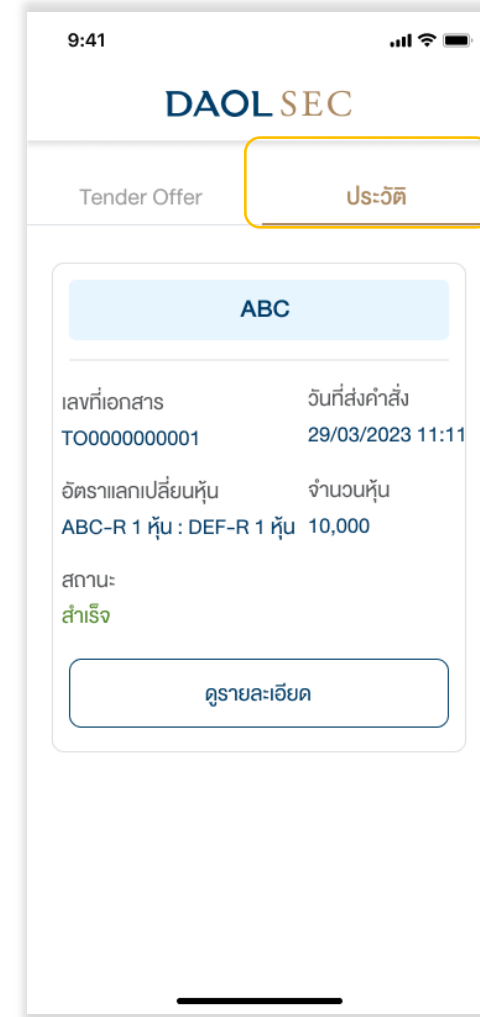 9:41
DAOL SEC
Tender Offer ประวัติ
ABC
เลขที่เอกสาร วันที่ส่งคำสั่ง
TO0000000001 29/03/2023 11:11
อัตราแลกเปลี่ยนหุ้น จำนวนหุ้น
ABC-R 1 หุ้น : DEF-R 1 หุ้น 10,000
สถานะ
สำเร็จ
ดูรายละเอียด